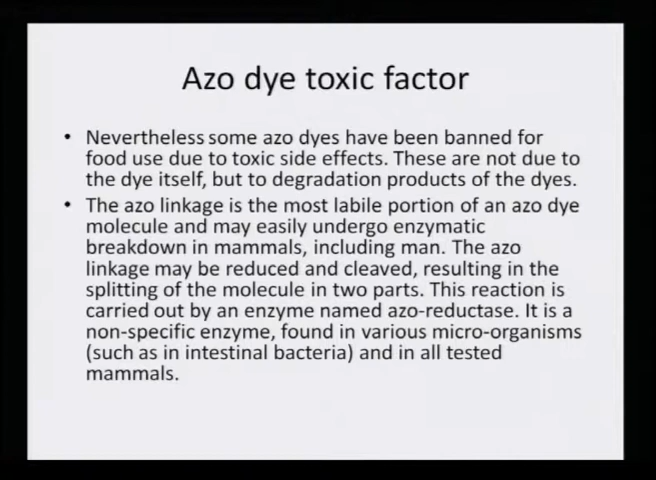 Azo dye toxic factor
• Nevertheless some azo dyes have been banned for
food use due to toxic side effects. These are not due to
the dye itself, but to degradation products of the dyes.
• The azo linkage is the most labile portion of an azo dye
molecule and may easily undergo enzymatic
breakdown in mammals, including man. The azo
linkage may be reduced and cleaved, resulting in the
splitting of the molecule in two parts. This reaction is
carried out by an enzyme named azo-reductase. It is a
non-specific enzyme, found in various micro-organisms
(such as in intestinal bacteria) and in all tested
mammals.